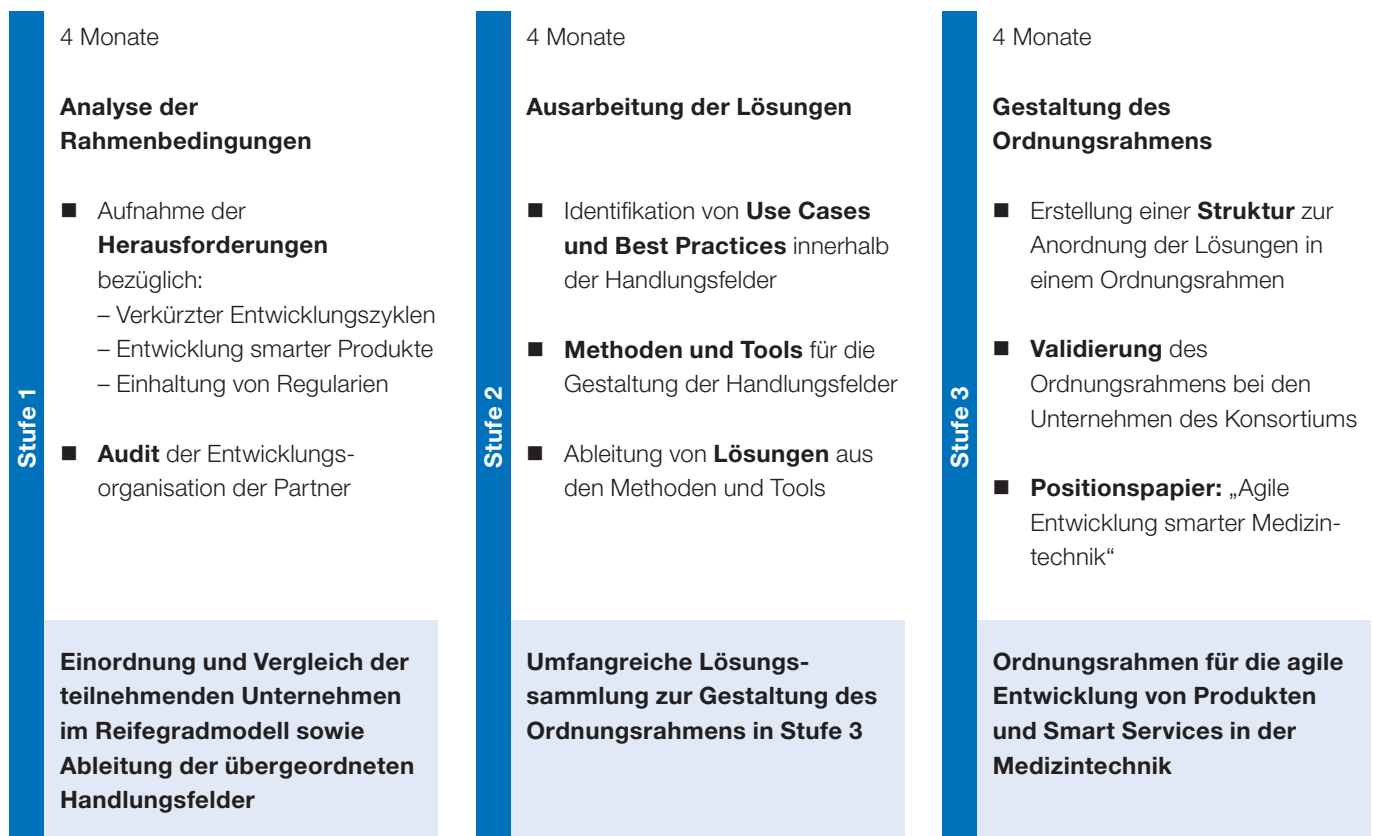 Stufe 1
4 Monate
Analyse der
Rahmenbedingungen
■ Aufnahme der
Herausforderungen
bezüglich:
– Verkürzter Entwicklungszyklen
– Entwicklung smarter Produkte
– Einhaltung von Regularien
■ Audit der Entwicklungs-
organisation der Partner
Einordnung und Vergleich der
teilnehmenden Unternehmen
im Reifegradmodell sowie
Ableitung der übergeordneten
Handlungsfelder
Stufe 2
4 Monate
Ausarbeitung der Lösungen
■ Identifikation von Use Cases
und Best Practices innerhalb
der Handlungsfelder
■ Methoden und Tools für die
Gestaltung der Handlungsfelder
■ Ableitung von Lösungen aus
den Methoden und Tools
Umfangreiche Lösungs-
sammlung zur Gestaltung des
Ordnungsrahmens in Stufe 3
Stufe 3
4 Monate
Gestaltung des
Ordnungsrahmens
■ Erstellung einer Struktur zur
Anordnung der Lösungen in
einem Ordnungsrahmen
■ Validierung des
Ordnungsrahmens bei den
Unternehmen des Konsortiums
■ Positionspapier: „Agile
Entwicklung smarter Medizin-
technik“
Ordnungsrahmen für die agile
Entwicklung von Produkten
und Smart Services in der
Medizintechnik